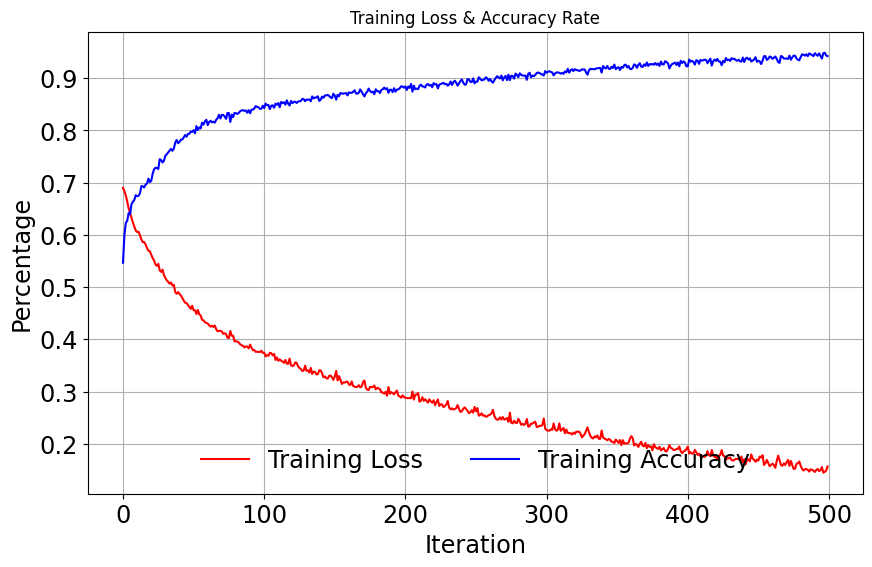 Training Loss & Accuracy Rate
0.9
0.8
0.7
0.6
0.5
0.4
0.3
0.2
Percentage
Training Loss
Training Accuracy
0
100
200
300
400
500
Iteration